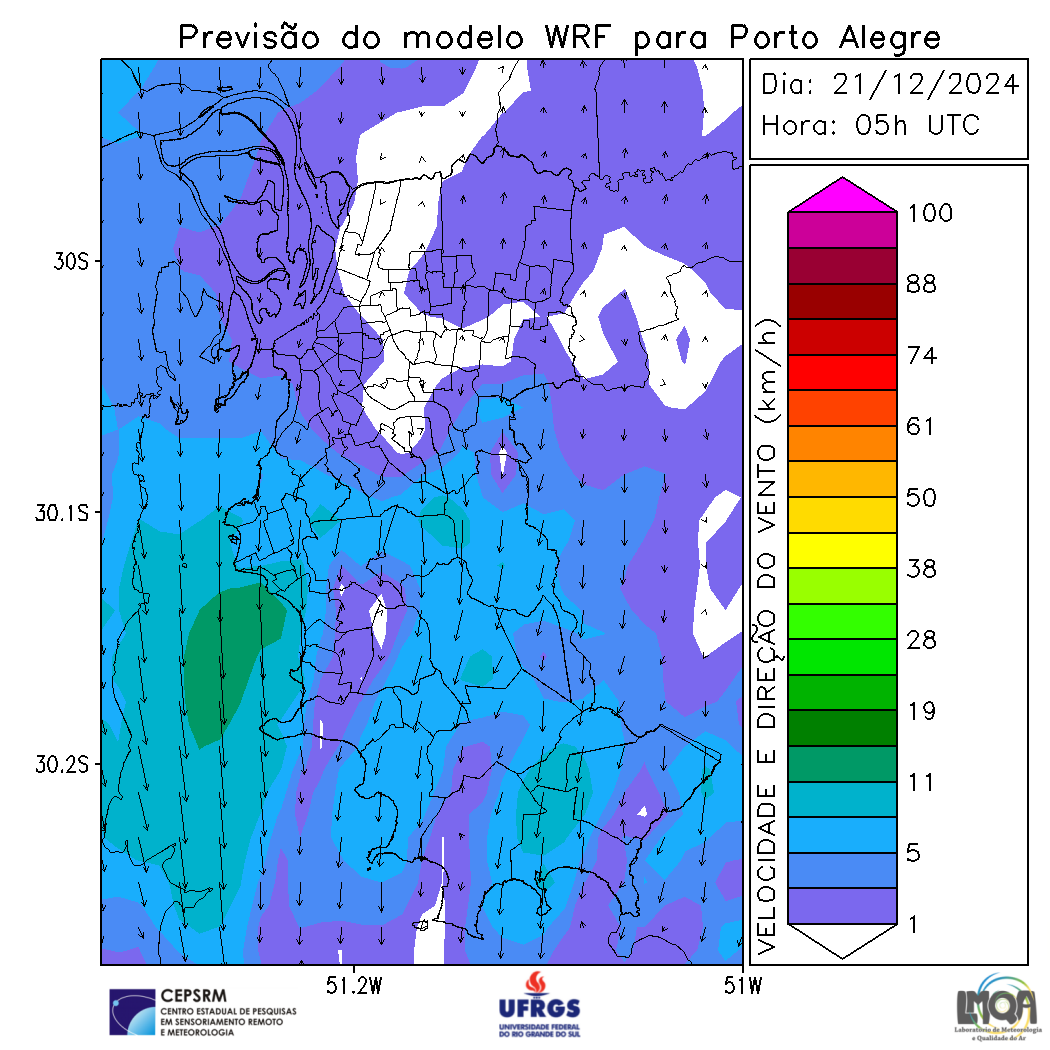 Previsão do modelo WRF para Porto Alegre
Dia: 21/12/2024
Hora: 05h UTC
30S
30.1S
30.2S
51.2W
51W
VELOCIDADE E DIREÇÃO DO VENTO (km/h)
100
88
74
61
50
38
28
19
11
5
1
CEPSRM
CENTRO ESTADUAL DE PESQUISAS
EM SENSORIAMENTO REMOTO
E METEOROLOGIA
UFRGS
UNIVERSIDADE FEDERAL
DO RIO GRANDE DO SUL
LMQA
Laboratório de Meteorologia
e Qualidade do Ar